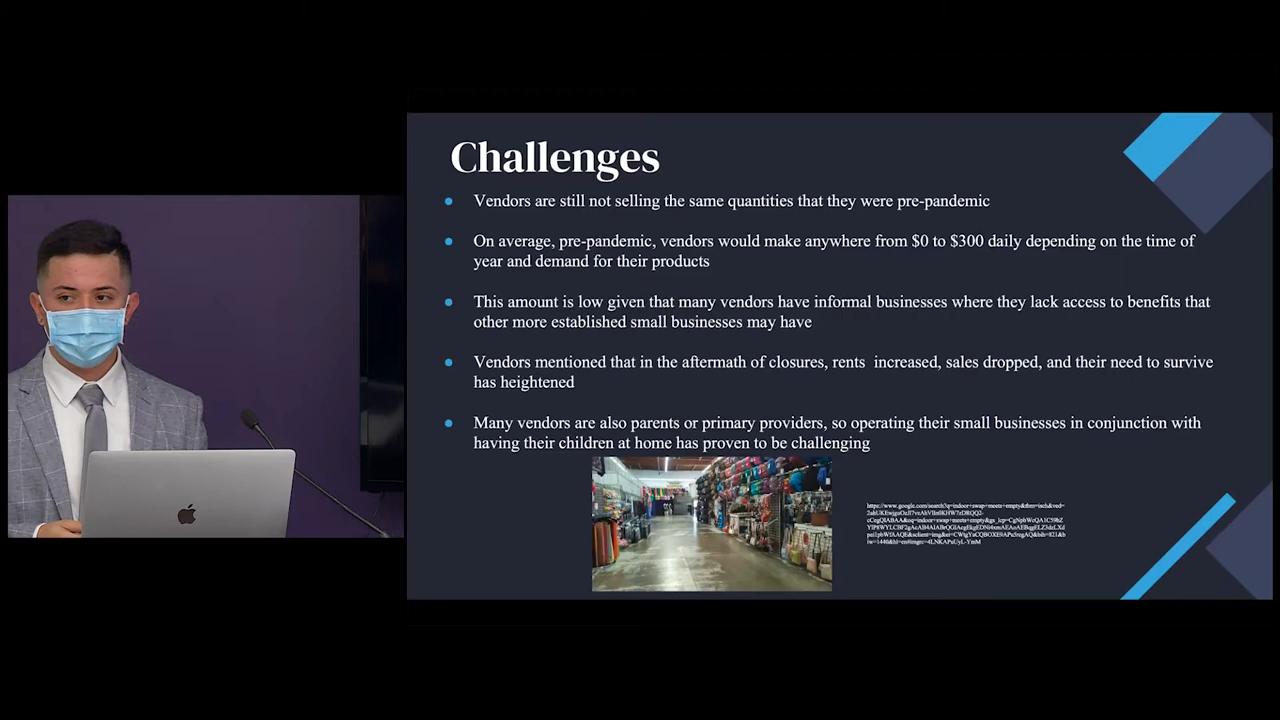 Challenges
Vendors are still not selling the same quantities that they were pre-pandemic
On average, pre-pandemic, vendors would make anywhere from $0 to $300 daily depending on the time of
year and demand for their products
This amount is low given that many vendors have informal businesses where they lack access to benefits that
other more established small businesses may have
Vendors mentioned that in the aftermath of closures, rents increased, sales dropped, and their need to survive
has heightened
Many vendors are also parents or primary providers, so operating their small businesses in conjunction with
having their children at home has proven to be challenging